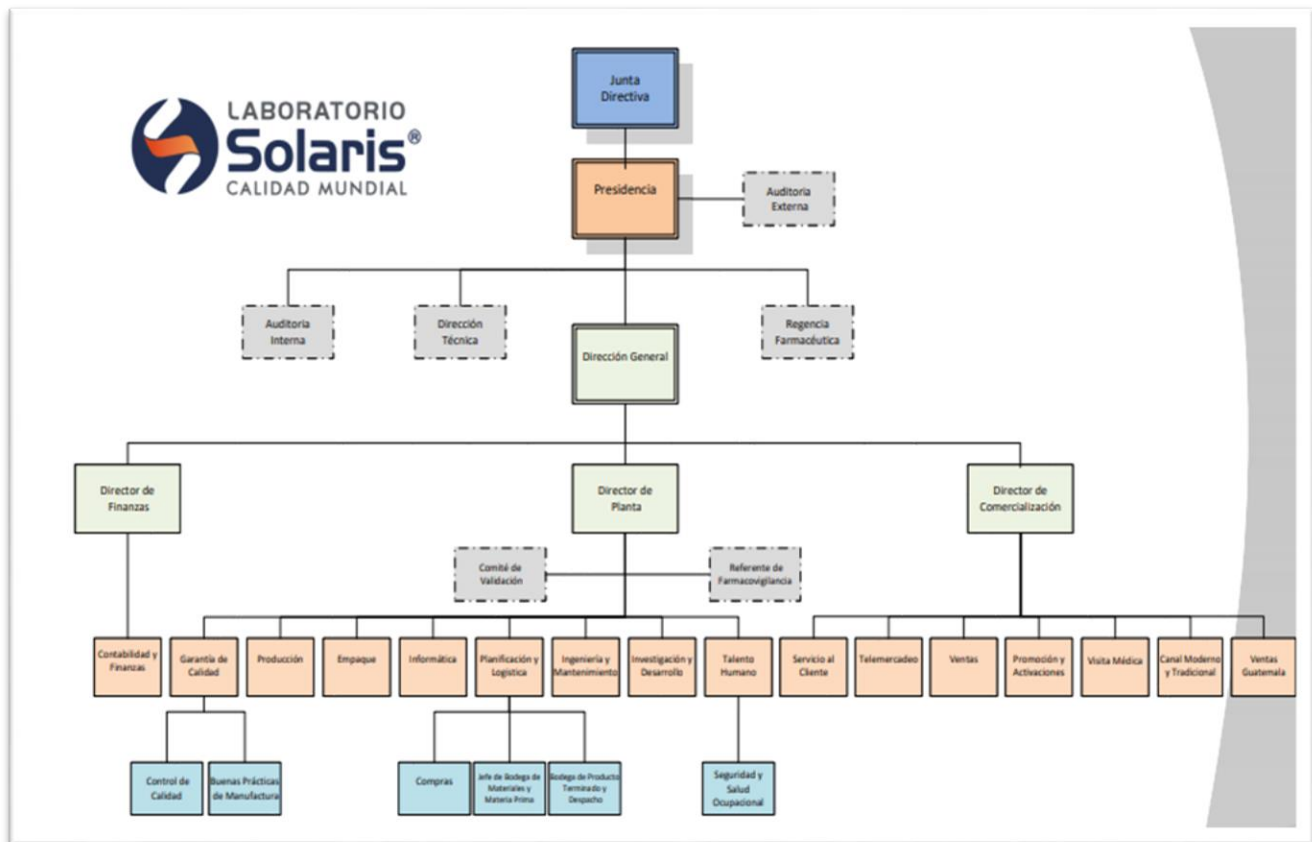 LABORATORIO
Solaris®
CALIDAD MUNDIAL
Junta
Directiva
Presidencia
Auditoria
Externa
Auditoria
Interna
Dirección
Técnica
Dirección General
Regencia
Farmacéutica
Director de
Finanzas
Director de
Planta
Director de
Comercialización
Comité de
Validación
Referente de
Farmacovigilancia
Contabilidad y
Finanzas
Garantía de
Calidad
Producción
Empaque
Informática
Planificación y
Logística
Ingeniería y
Mantenimiento
Investigación y
Desarrollo
Talento
Humano
Servicio al
Cliente
Telemercadeo
Ventas
Promoción y
Activaciones
Visita Médica
Canal Moderno
y Tradicional
Ventas
Guatemala
Control de
Calidad
Buenas Prácticas
de Manufactura
Compras
Jefe de Bodega de
Materiales y
Materia Prima
Bodega de Producto
Terminado y
Despacho
Seguridad y
Salud
Ocupacional